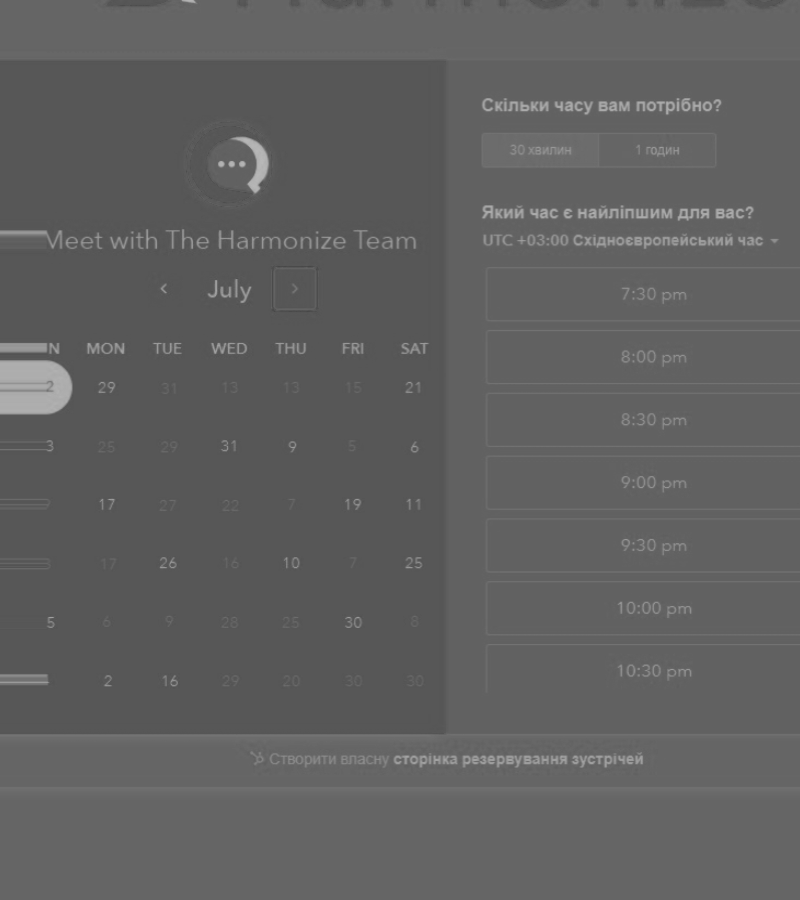 Meet with The Harmonize Team
July
N MON TUE WED THU FRI SAT
2 29 31 13 13 15 21
3 25 29 31 9 5 6
17 27 22 7 19 11
17 26 16 10 7 25
5 6 9 28 25 30 8
2 16 29 20 30 30
Скільки часу вам потрібно?
30 хвилин 1 годин
Який час є найліпшим для вас?
UTC +03:00 Східноєвропейський час
7:30 pm
8:00 pm
8:30 pm
9:00 pm
9:30 pm
10:00 pm
10:30 pm
Створити власну сторінка резервування зустрічей